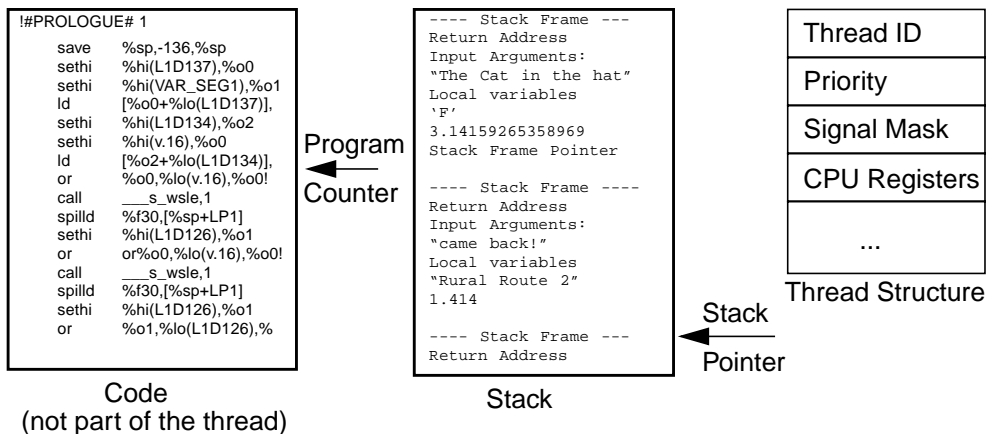 !#PROLOGUE# 1
save %sp,-136,%sp
sethi %hi(L1D137),%o0
sethi %hi(VAR_SEG1),%o1
ld [%o0+%lo(L1D137)],
sethi %hi(L1D134),%o2
sethi %hi(v.16),%o0
ld [%o2+%lo(L1D134)],
or %o0,%lo(v.16),%o0!
call ___s_wsle,1
spilld %f30,[%sp+LP1]
sethi %hi(L1D126),%o1
or or%o0,%lo(v.16),%o0!
call ___s_wsle,1
spilld %f30,[%sp+LP1]
sethi %hi(L1D126),%o1
or %o1,%lo(L1D126),%
Code
(not part of the thread)
Program
Counter
---- Stack Frame ---
Return Address
Input Arguments:
“The Cat in the hat”
Local variables
‘F’
3.14159265358969
Stack Frame Pointer
---- Stack Frame ----
Return Address
Input Arguments:
“came back!”
Local variables
“Rural Route 2”
1.414
---- Stack Frame ---
Return Address
Stack
Stack
Pointer
Thread ID
Priority
Signal Mask
CPU Registers
...
Thread Structure